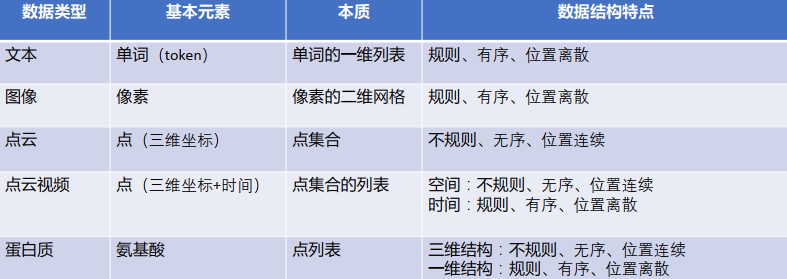 数据类型 基本元素 本质 数据结构特点
文本 单词（token） 单词的一维列表 规则、有序、位置离散
图像 像素 像素的二维网格 规则、有序、位置离散
点云 点（三维坐标） 点集合 不规则、无序、位置连续
点云视频 点（三维坐标+时间） 点集合的列表 空间：不规则、无序、位置连续
时间：规则、有序、位置离散
蛋白质 氨基酸 点列表 三维结构：不规则、无序、位置连续
一维结构：规则、有序、位置离散